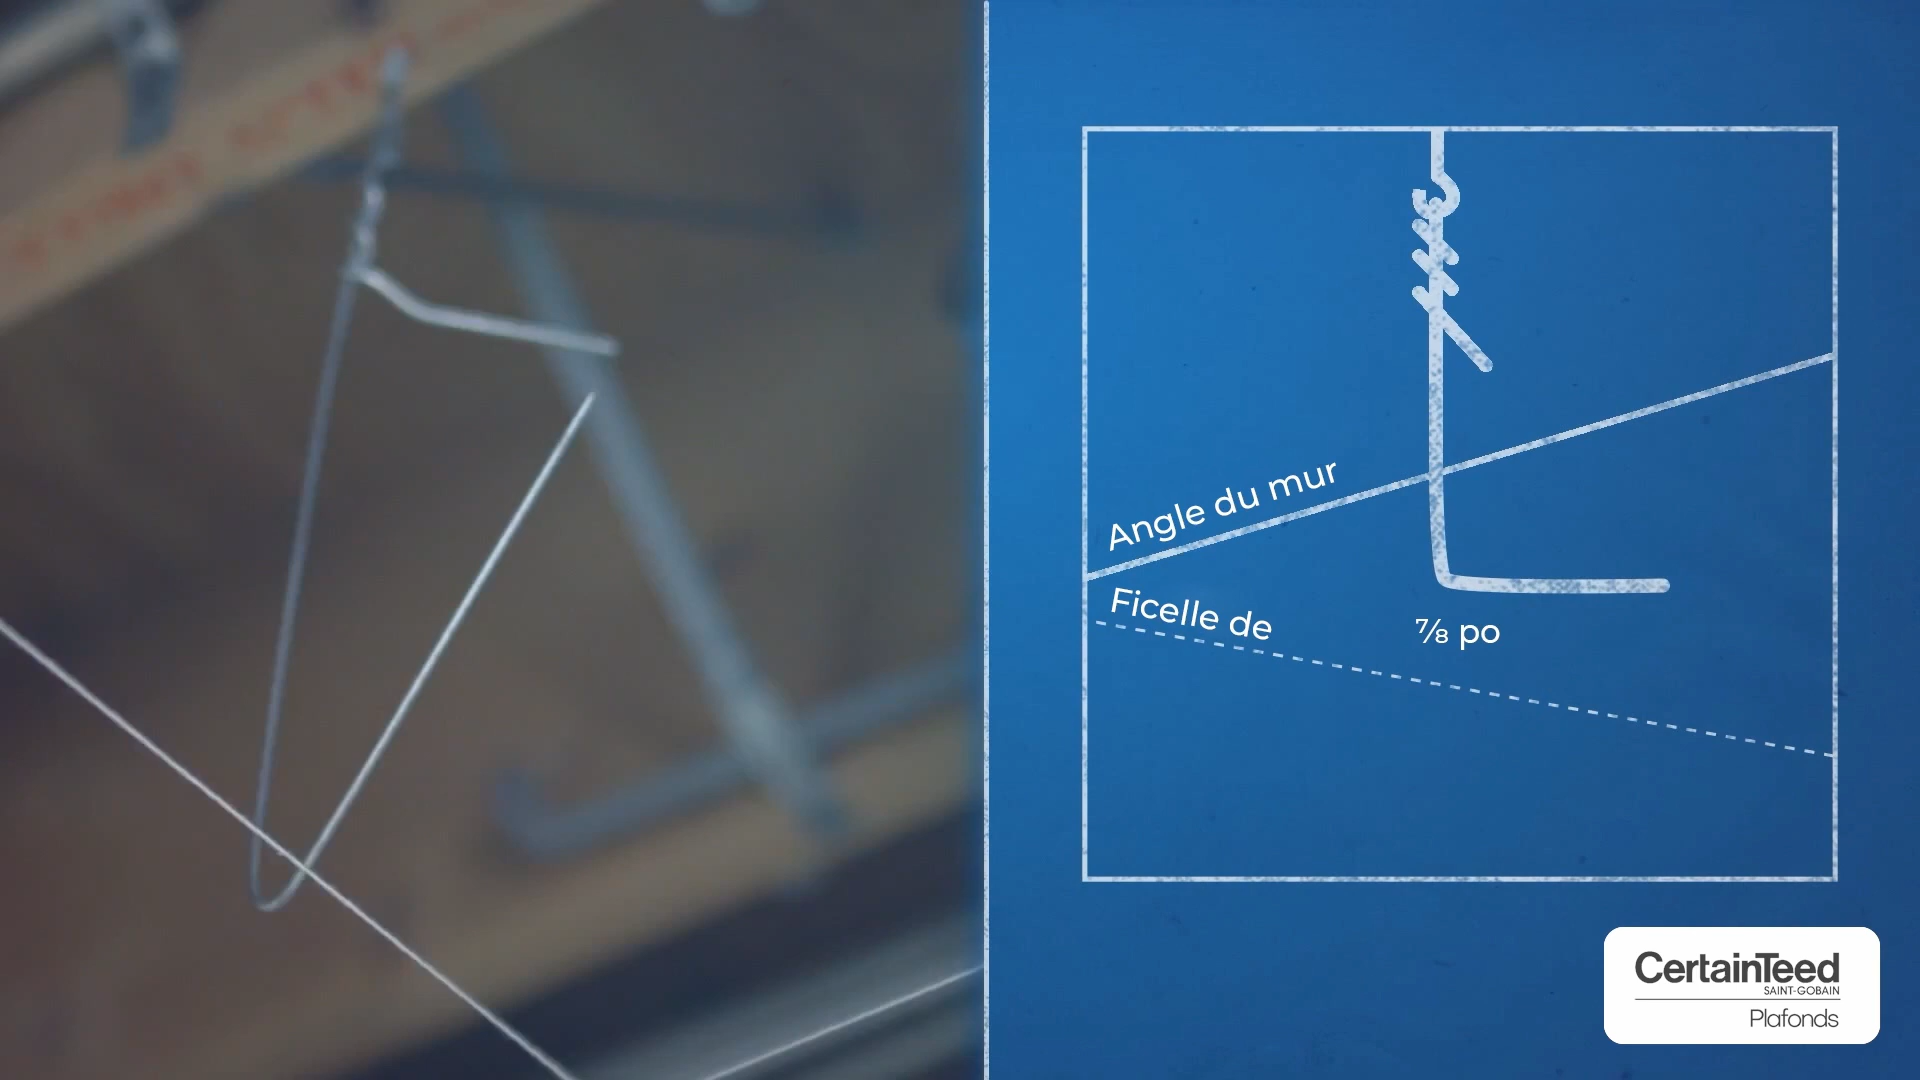 Angle du mur
Ficelle de
⅞ po
CertainTeed
SAINT-GOBAIN
Plafonds